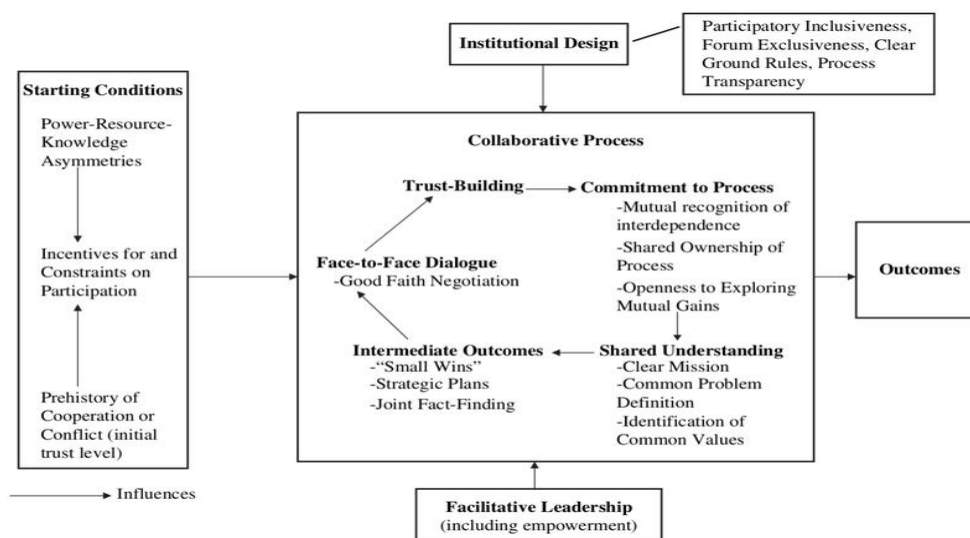 Institutional Design
Participatory Inclusiveness,
Forum Exclusiveness, Clear
Ground Rules, Process
Transparency
Starting Conditions
Power-Resource-
Knowledge
Asymmetries
Incentives for and
Constraints on
Participation
Prehistory of
Cooperation or
Conflict (initial
trust level)
Influences
Collaborative Process
Trust-Building
Commitment to Process
-Mutual recognition of
interdependence
-Shared Ownership of
Process
-Openness to Exploring
Mutual Gains
Face-to-Face Dialogue
-Good Faith Negotiation
Intermediate Outcomes
-“Small Wins”
-Strategic Plans
-Joint Fact-Finding
Shared Understanding
-Clear Mission
-Common Problem
Definition
-Identification of
Common Values
Outcomes
Facilitative Leadership
(including empowerment)